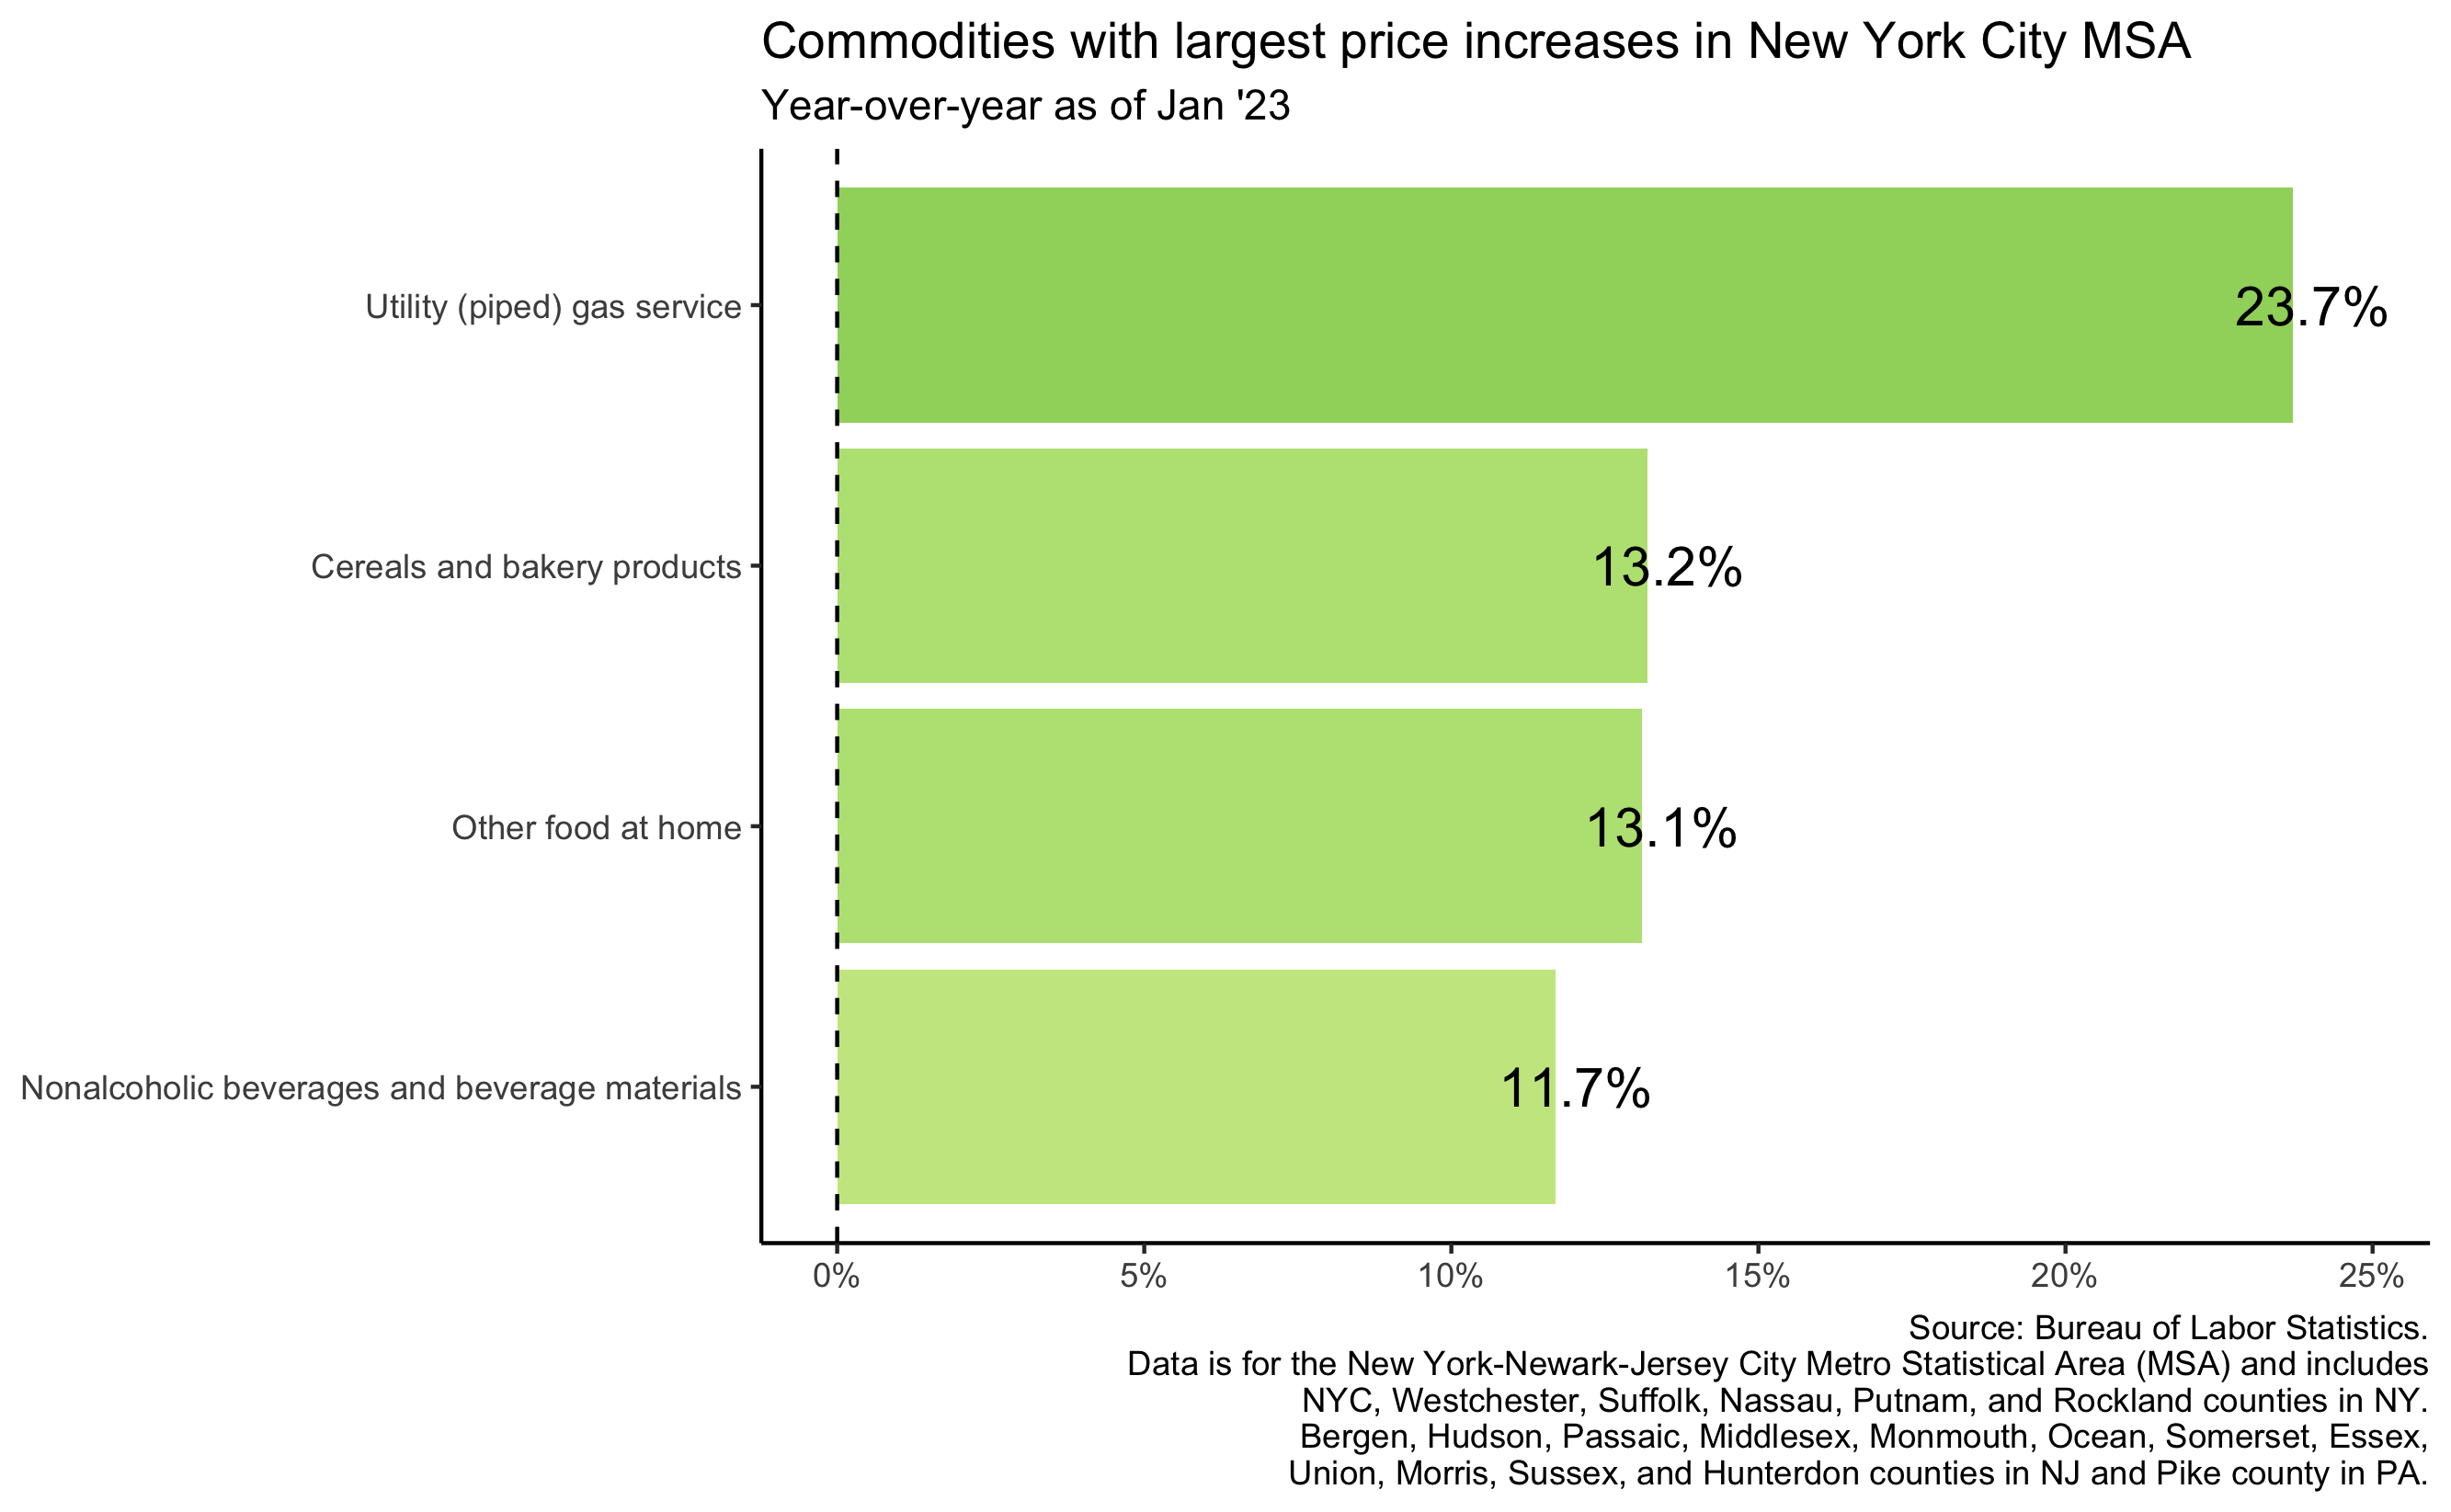 Commodities with largest price increases in New York City MSA
Year-over-year as of Jan '23
Utility (piped) gas service
23.7%
Cereals and bakery products
13.2%
Other food at home
13.1%
Nonalcoholic beverages and beverage materials
11.7%
0% 5% 10% 15% 20% 25%
Source: Bureau of Labor Statistics.
Data is for the New York-Newark-Jersey City Metro Statistical Area (MSA) and includes
NYC, Westchester, Suffolk, Nassau, Putnam, and Rockland counties in NY.
Bergen, Hudson, Passaic, Middlesex, Monmouth, Ocean, Somerset, Essex,
Union, Morris, Sussex, and Hunterdon counties in NJ and Pike county in PA.